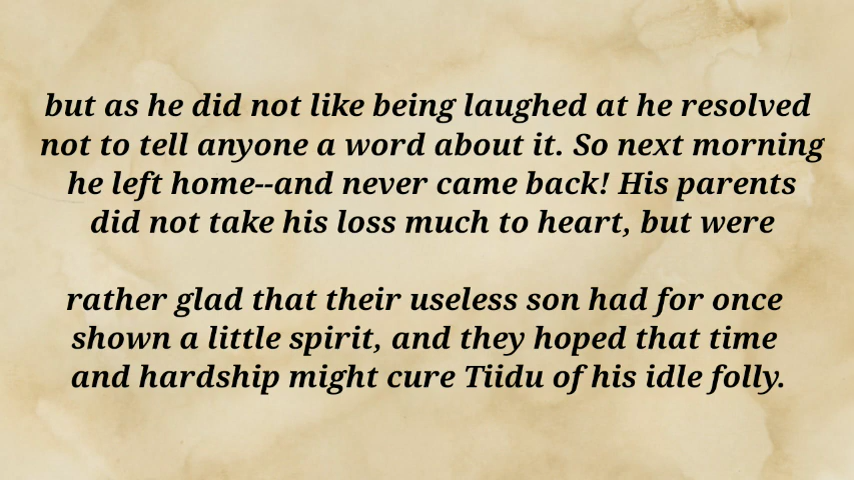 but as he did not like being laughed at he resolved
not to tell anyone a word about it. So next morning
he left home--and never came back! His parents
did not take his loss much to heart, but were
rather glad that their useless son had for once
shown a little spirit, and they hoped that time
and hardship might cure Tiidu of his idle folly.